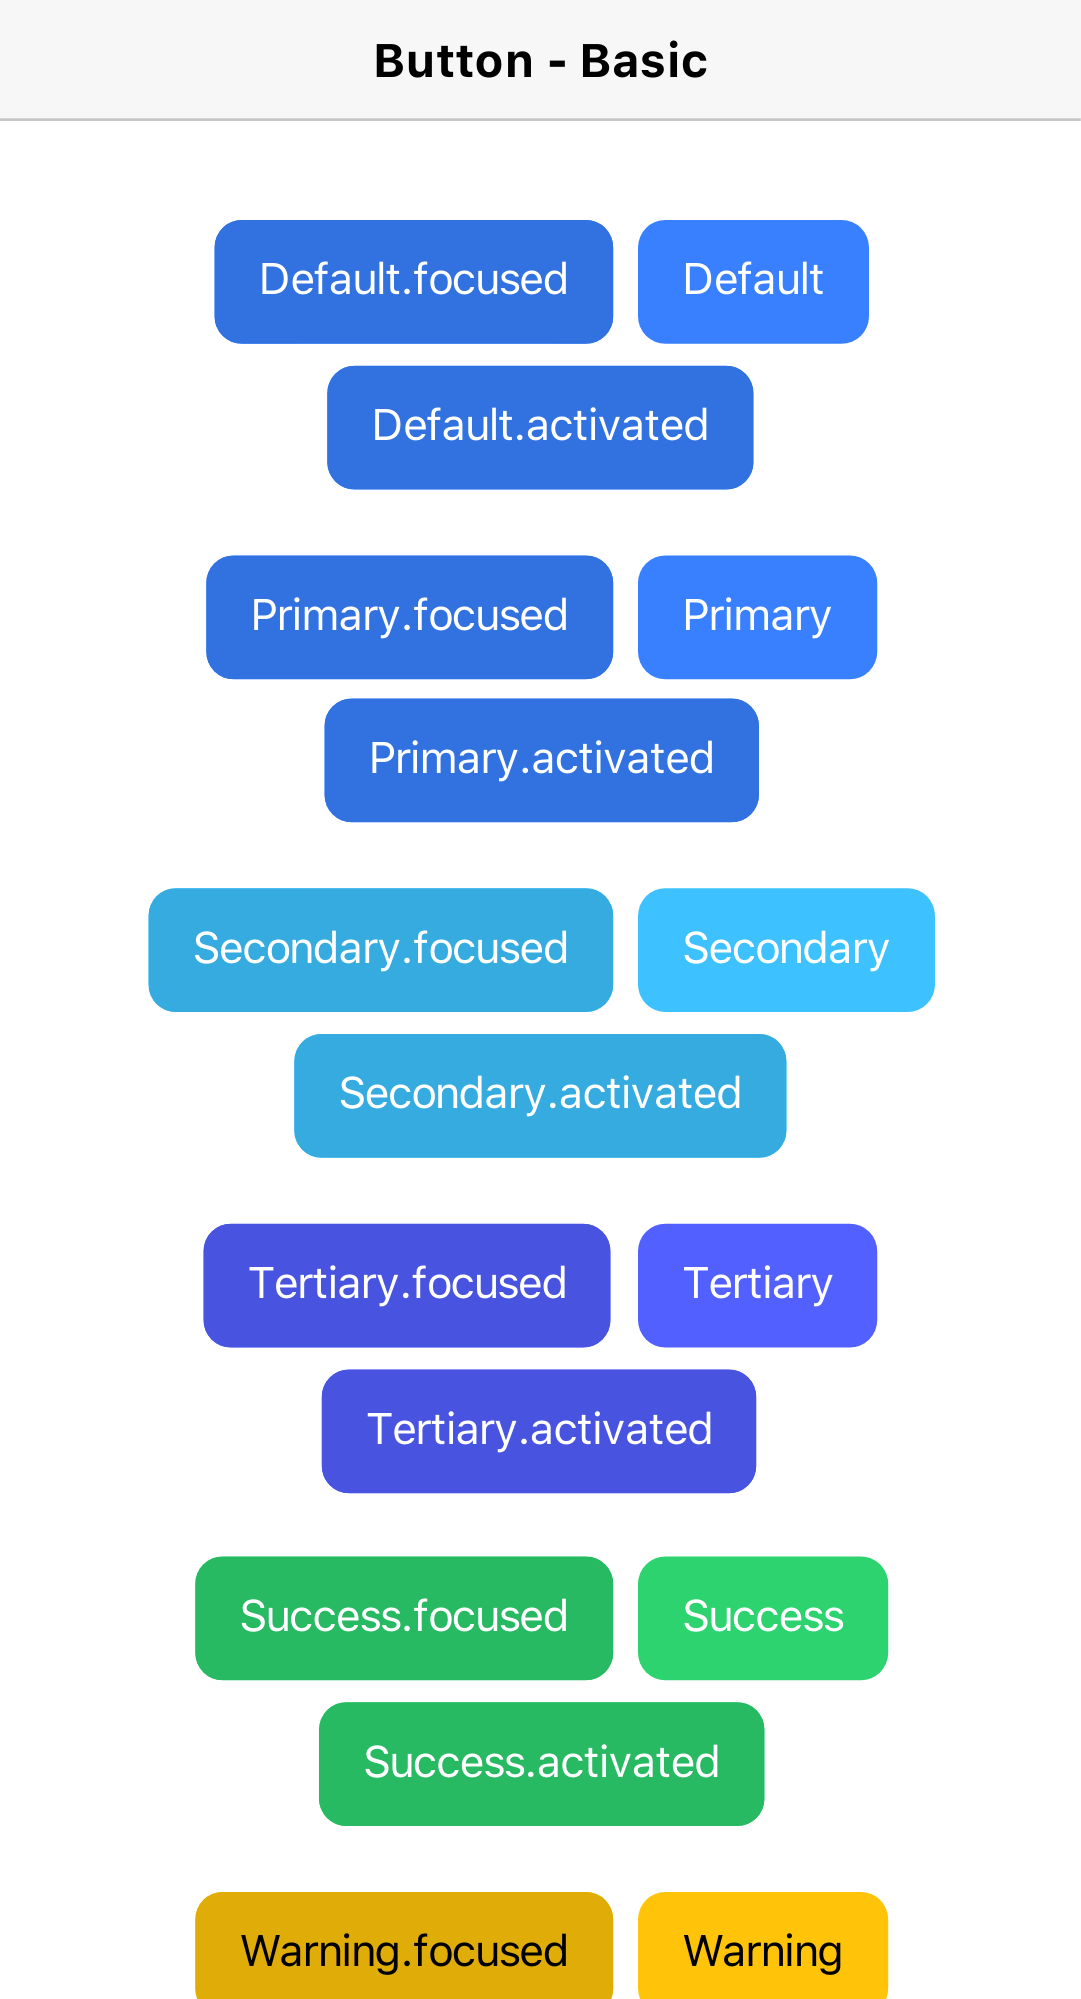 Button - Basic
Default.focused Default
Default.activated
Primary.focused Primary
Primary.activated
Secondary.focused Secondary
Secondary.activated
Tertiary.focused Tertiary
Tertiary.activated
Success.focused Success
Success.activated
Warning.focused Warning